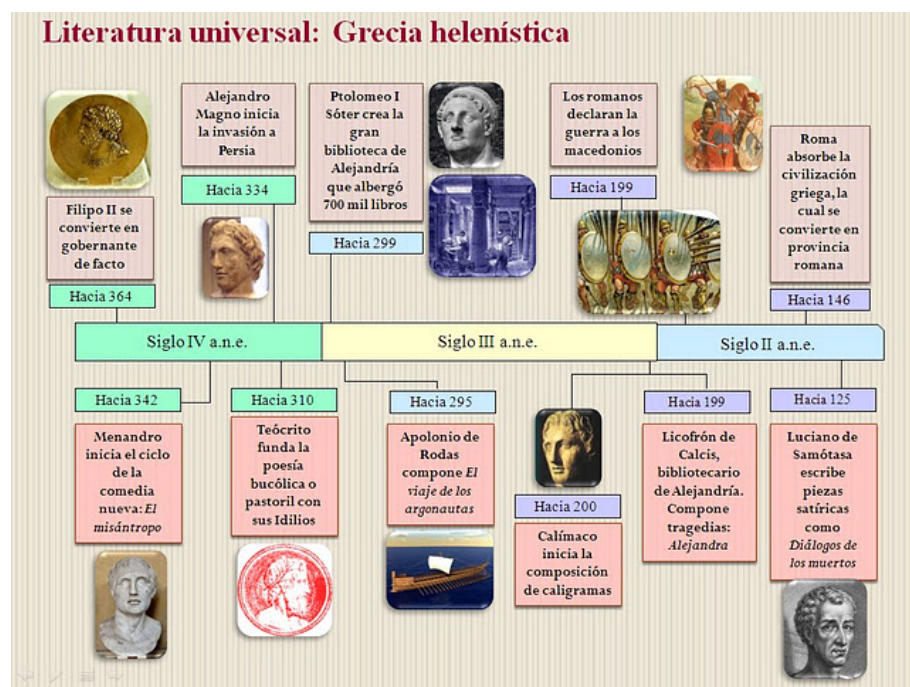 Literatura universal: Grecia helenística
Filipo II se
convierte en
gobernante
de facto
Hacia 364
Alejandro
Magno inicia
la invasión a
Persia
Hacia 334
Ptolomeo I
Sóter crea la
gran
biblioteca de
Alejandría
que albergó
700 mil libros
Hacia 299
Los romanos
declaran la
guerra a los
macedonios
Hacia 199
Roma
absorbe la
civilización
griega, la
cual se
convierte en
provincia
romana
Hacia 146
Siglo IV a.n.e.
Siglo III a.n.e.
Siglo II a.n.e.
Hacia 342
Menandro
inicia el ciclo
de la
comedia
nueva: El
misántropo
Hacia 310
Teócrito
funda la
poesía
bucólica o
pastoril con
sus Idilios
Hacia 295
Apolonio de
Rodas
compone El
viaje de los
argonautas
Hacia 200
Calímaco
inicia la
composición
de caligramas
Hacia 199
Licofrón de
Calcis,
bibliotecario
de Alejandría.
Compone
tragedias:
Alejandra
Hacia 125
Luciano de
Samótasa
escribe
piezas
satíricas
como
Diálogos de
los muertos